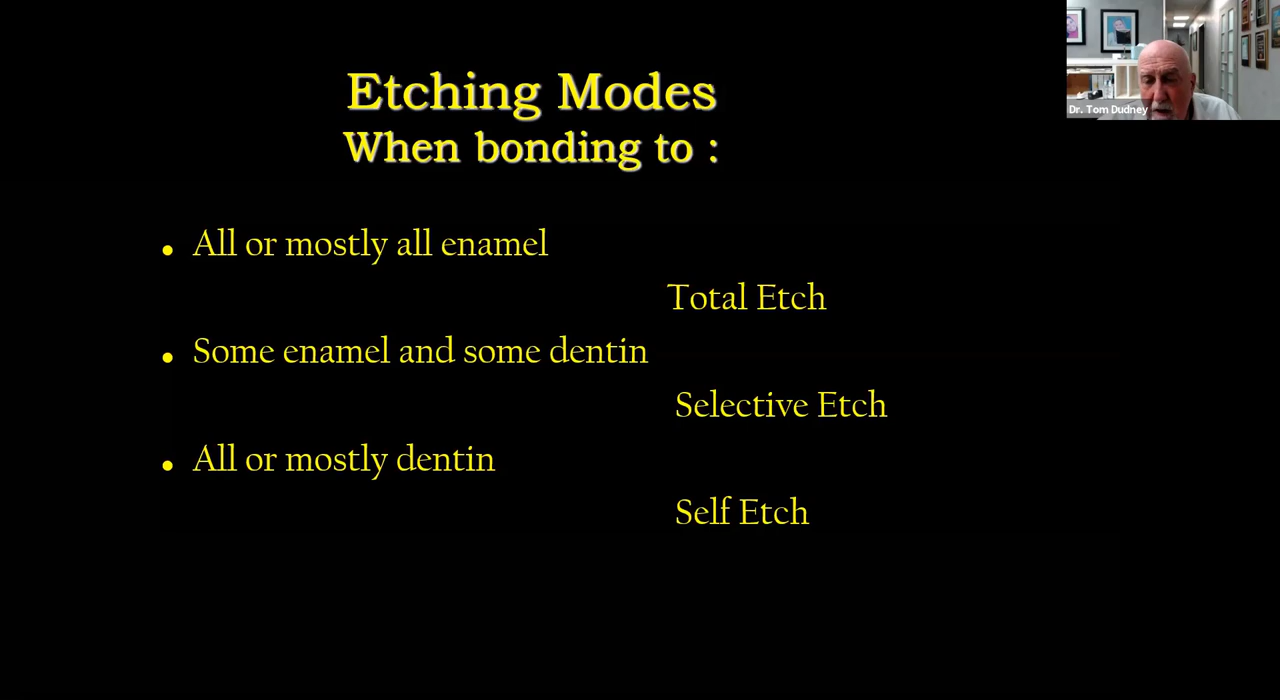 Etching Modes
When bonding to :
• All or mostly all enamel
Total Etch
• Some enamel and some dentin
Selective Etch
• All or mostly dentin
Self Etch
Dr. Tom Dudney